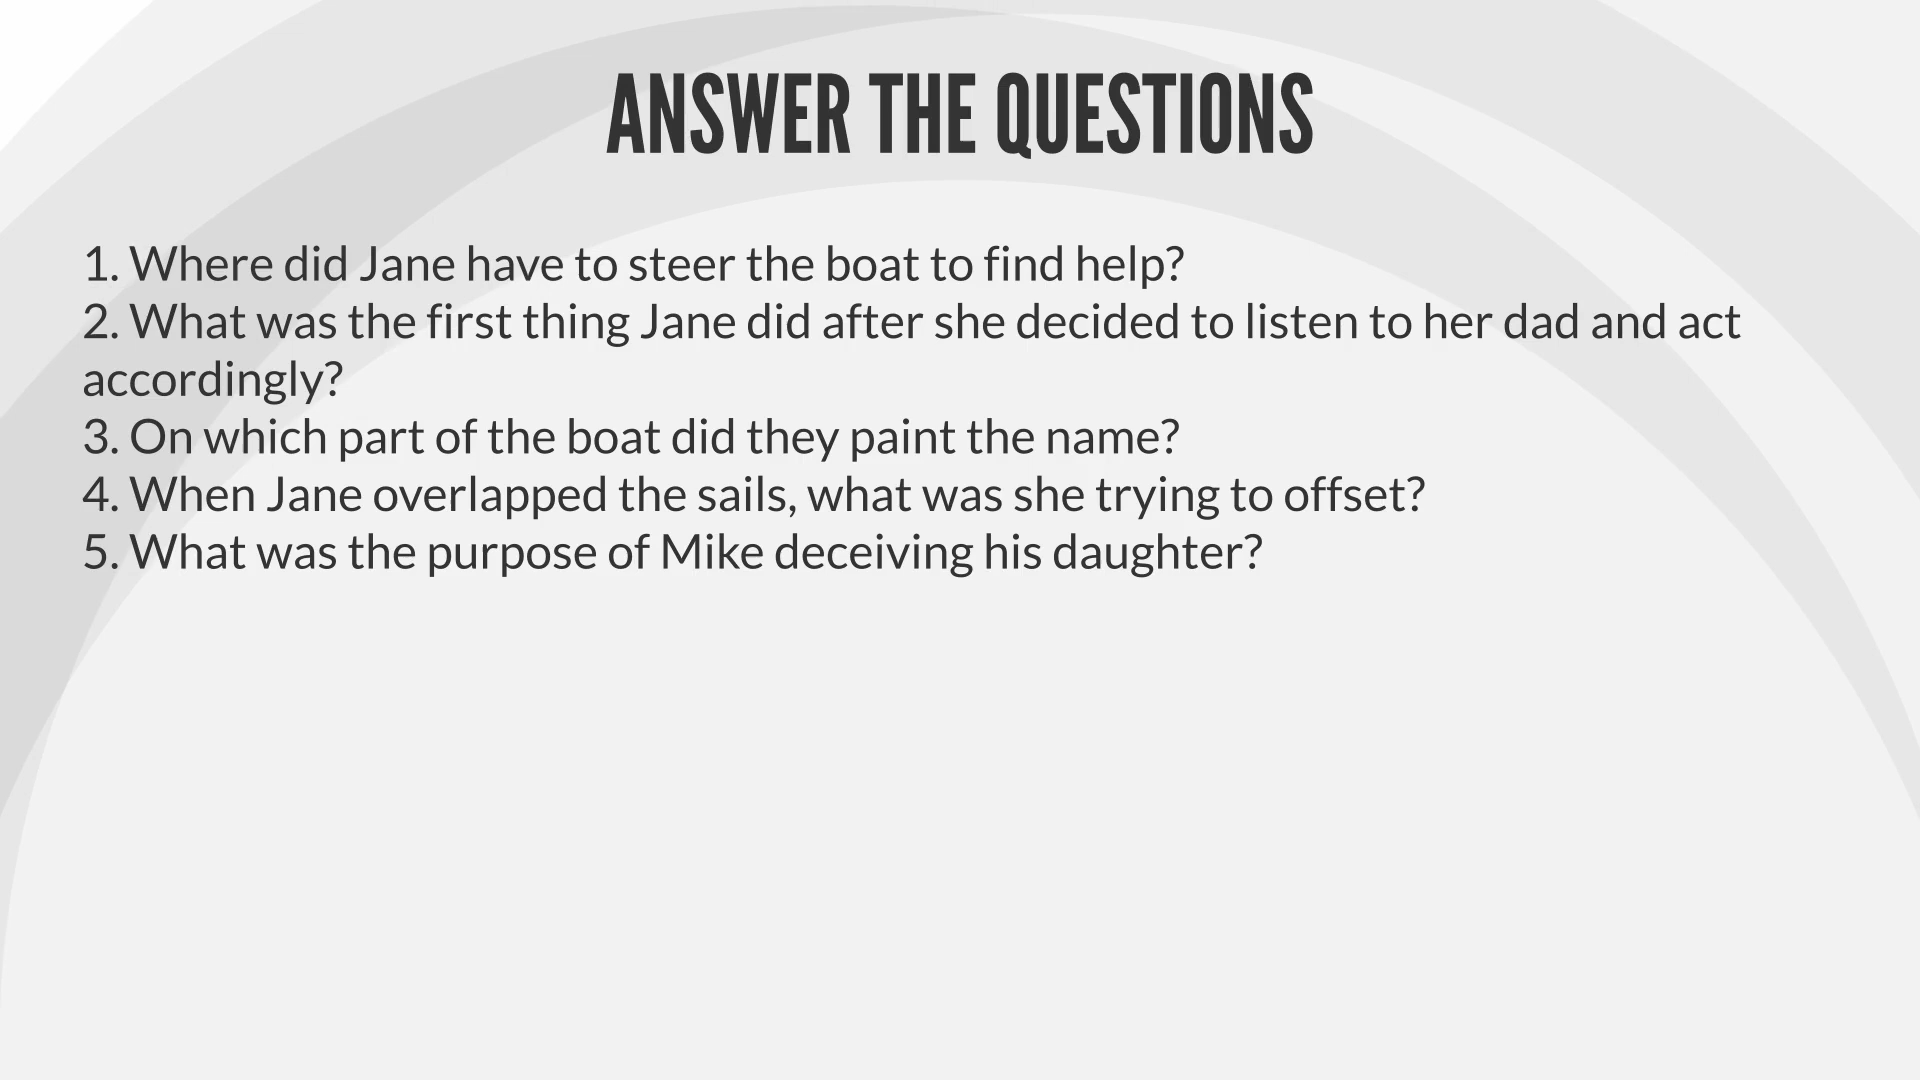 ANSWER THE QUESTIONS
1. Where did Jane have to steer the boat to find help?
2. What was the first thing Jane did after she decided to listen to her dad and act
accordingly?
3. On which part of the boat did they paint the name?
4. When Jane overlapped the sails, what was she trying to offset?
5. What was the purpose of Mike deceiving his daughter?